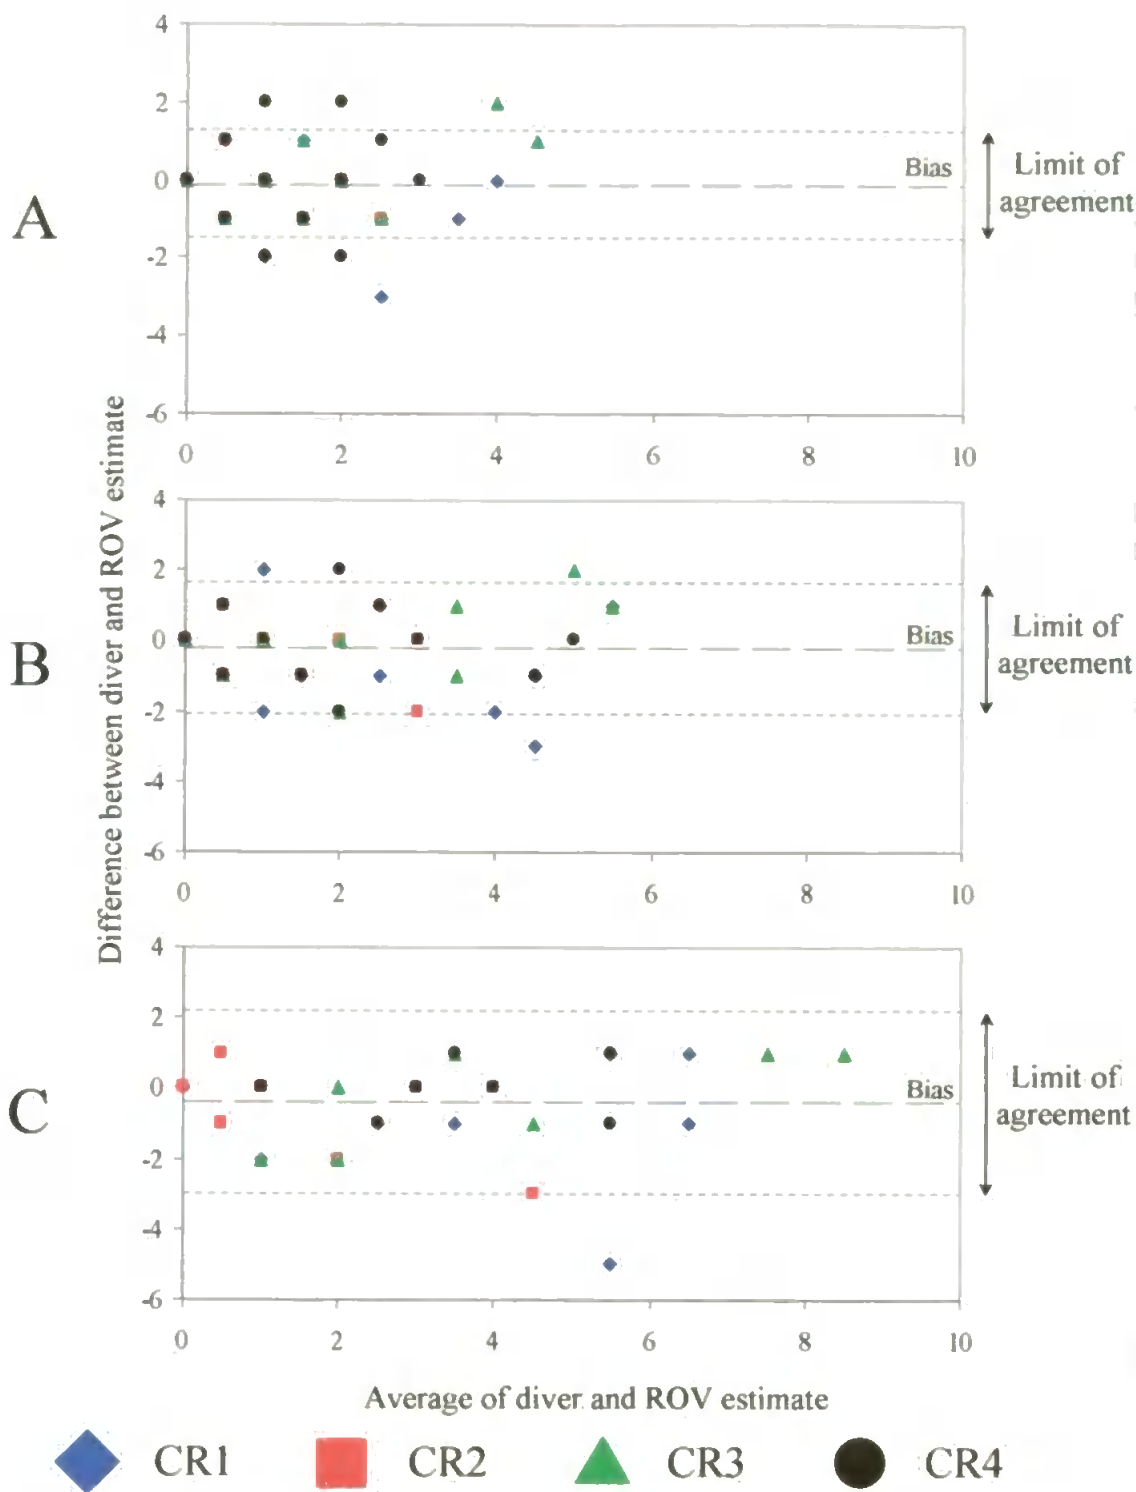 A
4
2
0
-2
-4
-6
0 2 4 6 8 10
Bias
Limit of
agreement
B
4
2
0
-2
-4
-6
0 2 4 6 8 10
Bias
Limit of
agreement
C
4
2
0
-2
-4
-6
0 2 4 6 8 10
Bias
Limit of
agreement
Difference between diver and ROV estimate
Average of diver and ROV estimate
CR1 CR2 CR3 CR4